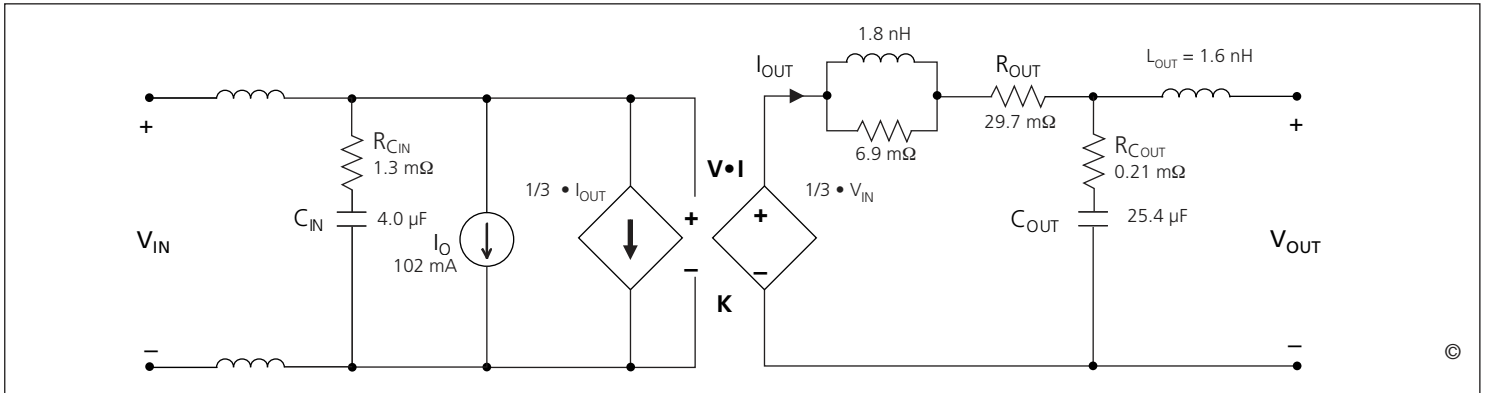 1.8 nH
I_OUT
R_OUT
L_OUT = 1.6 nH
+
29.7 mΩ
+
R_CIN
1.3 mΩ
6.9 mΩ
R_COUT
0.21 mΩ
V•I
1/3 • I_OUT
1/3 • V_IN
C_IN
4.0 µF
+
+
C_OUT
25.4 µF
V_IN
I_O
102 mA
V_OUT
–
–
K
–
–
©